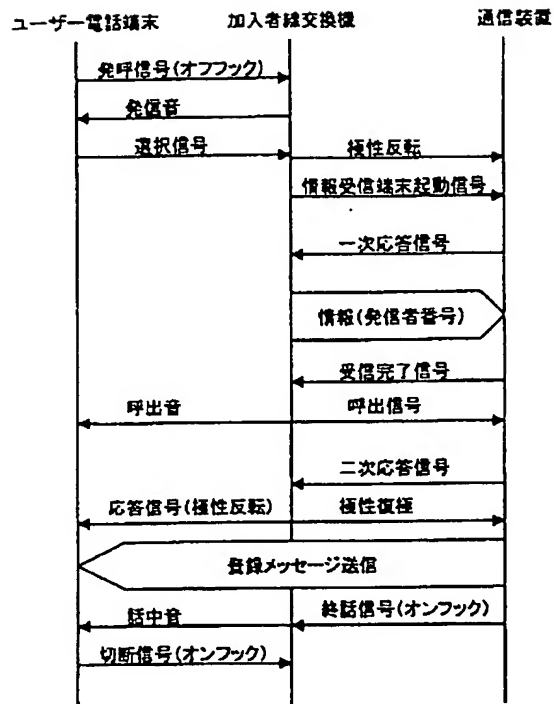 ユーザー電話端末 加入者線交換機 通信装置
発呼信号(オフフック)
発信音
選択信号 極性反転
情報受信端末起動信号
一次応答信号
情報(発信者番号)
受信完了信号
呼出音 呼出信号
二次応答信号
応答信号(極性反転) 極性復極
登録メッセージ送信
話中音 終話信号(オンフック)
切断信号(オンフック)